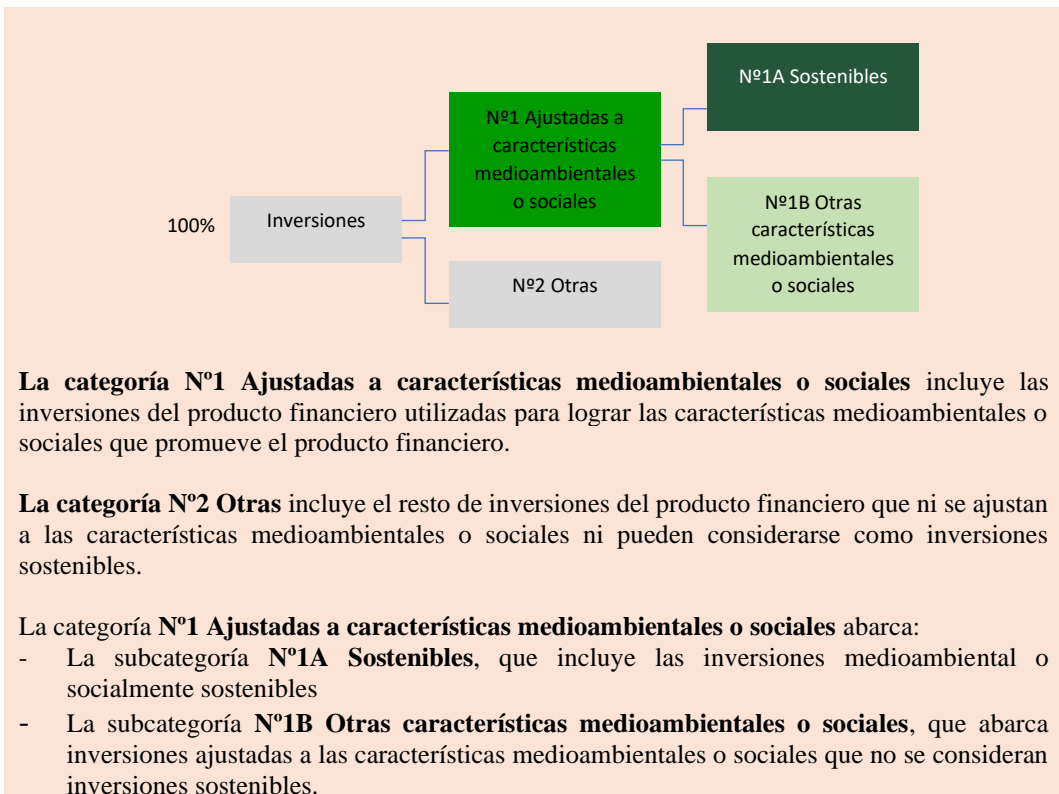 Nº1A Sostenibles
Nº1 Ajustadas a
características
medioambientales
o sociales
Nº1B Otras
características
medioambientales
o sociales
100%
Inversiones
Nº2 Otras
La categoría Nº1 Ajustadas a características medioambientales o sociales incluye las
inversiones del producto financiero utilizadas para lograr las características medioambientales o
sociales que promueve el producto financiero.
La categoría Nº2 Otras incluye el resto de inversiones del producto financiero que ni se ajustan
a las características medioambientales o sociales ni pueden considerarse como inversiones
sostenibles.
La categoría Nº1 Ajustadas a características medioambientales o sociales abarca:
- La subcategoría Nº1A Sostenibles, que incluye las inversiones medioambiental o
socialmente sostenibles
- La subcategoría Nº1B Otras características medioambientales o sociales, que abarca
inversiones ajustadas a las características medioambientales o sociales que no se consideran
inversiones sostenibles.